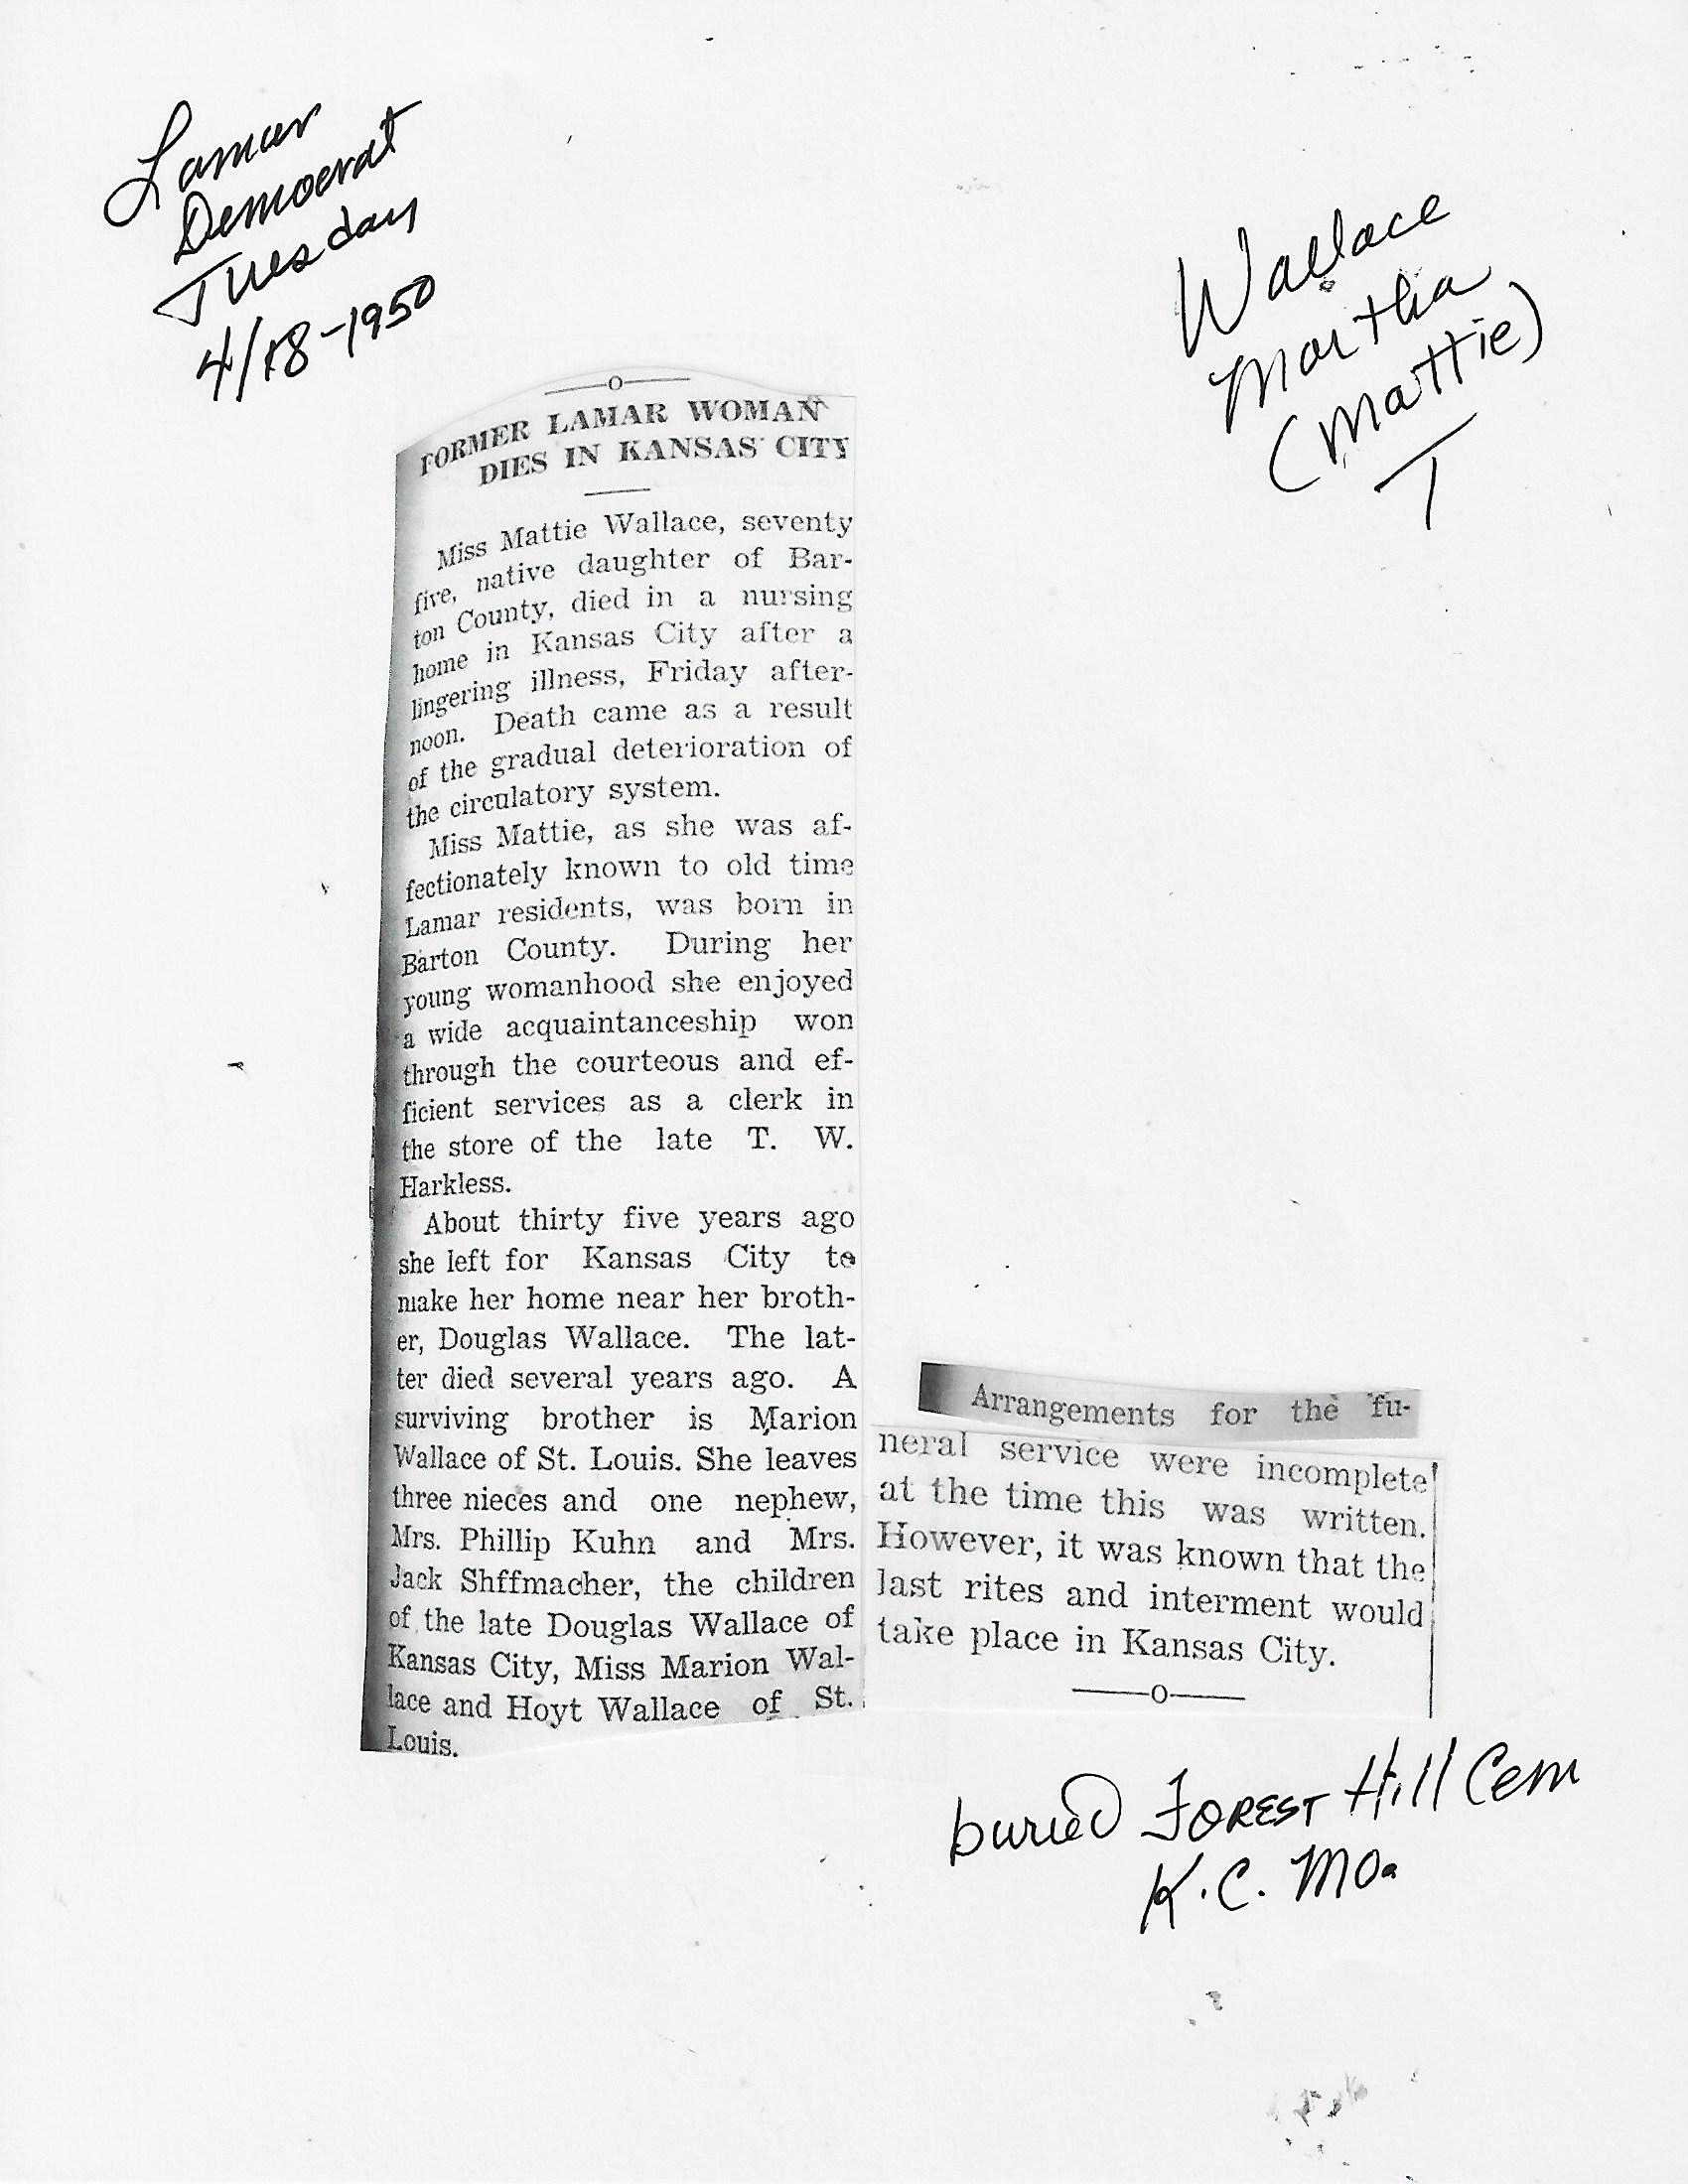 Lamar
Democrat
Tuesday
4/18-1950
Wallace
Martha
(Mattie)
T
—o—
FORMER LAMAR WOMAN
DIES IN KANSAS CITY
Miss Mattie Wallace, seventy
five, native daughter of Bar-
ton County, died in a nursing
home in Kansas City after a
lingering illness, Friday after-
noon. Death came as a result
of the gradual deterioration of
the circulatory system.
Miss Mattie, as she was af-
fectionately known to old time
Lamar residents, was born in
Barton County. During her
young womanhood she enjoyed
a wide acquaintanceship won
through the courteous and ef-
ficient services as a clerk in
the store of the late T. W.
Harkless.
About thirty five years ago
she left for Kansas City to
make her home near her broth-
er, Douglas Wallace. The lat-
ter died several years ago. A
surviving brother is Marion
Wallace of St. Louis. She leaves
three nieces and one nephew,
Mrs. Phillip Kuhn and Mrs.
Jack Shffmacher, the children
of the late Douglas Wallace of
Kansas City, Miss Marion Wal-
lace and Hoyt Wallace of St.
Louis.
Arrangements for the fu-
neral service were incomplete
at the time this was written.
However, it was known that the
last rites and interment would
take place in Kansas City.
—o—
buried FOREST Hill Cem
K.C. Mo.